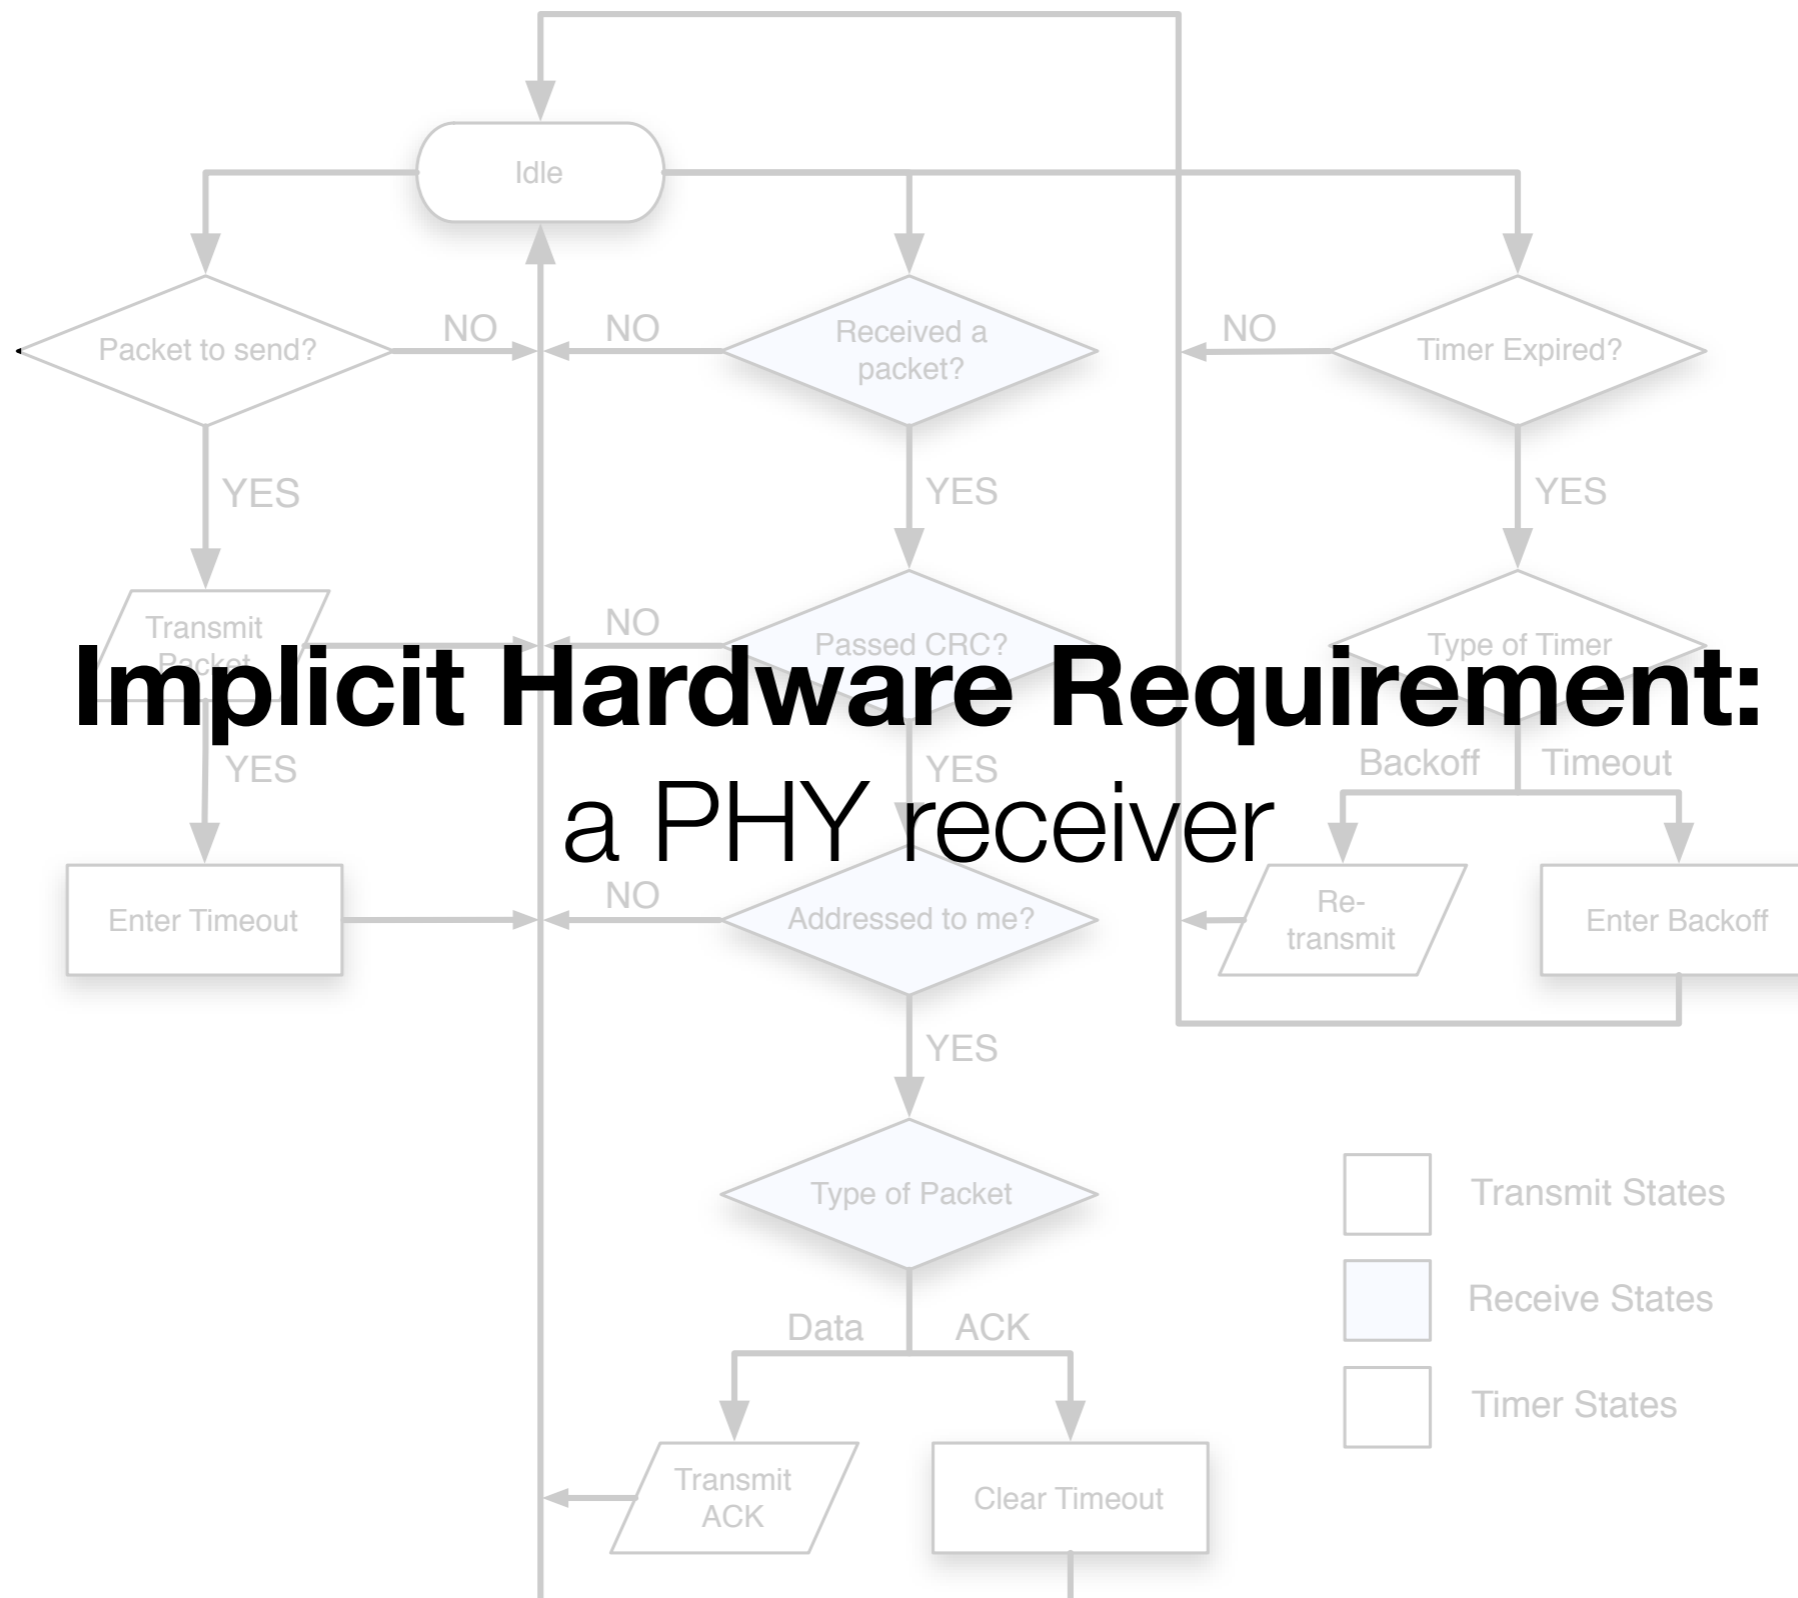 Idle
Packet to send?
NO
NO
Received a
packet?
NO
Timer Expired?
YES
YES
YES
Transmit
Packet
NO
Passed CRC?
Type of Timer
Implicit Hardware Requirement:
a PHY receiver
YES
YES
Backoff
Timeout
Enter Timeout
NO
Addressed to me?
Re-
transmit
Enter Backoff
YES
Type of Packet
Transmit States
Receive States
Timer States
Data
ACK
Transmit
ACK
Clear Timeout